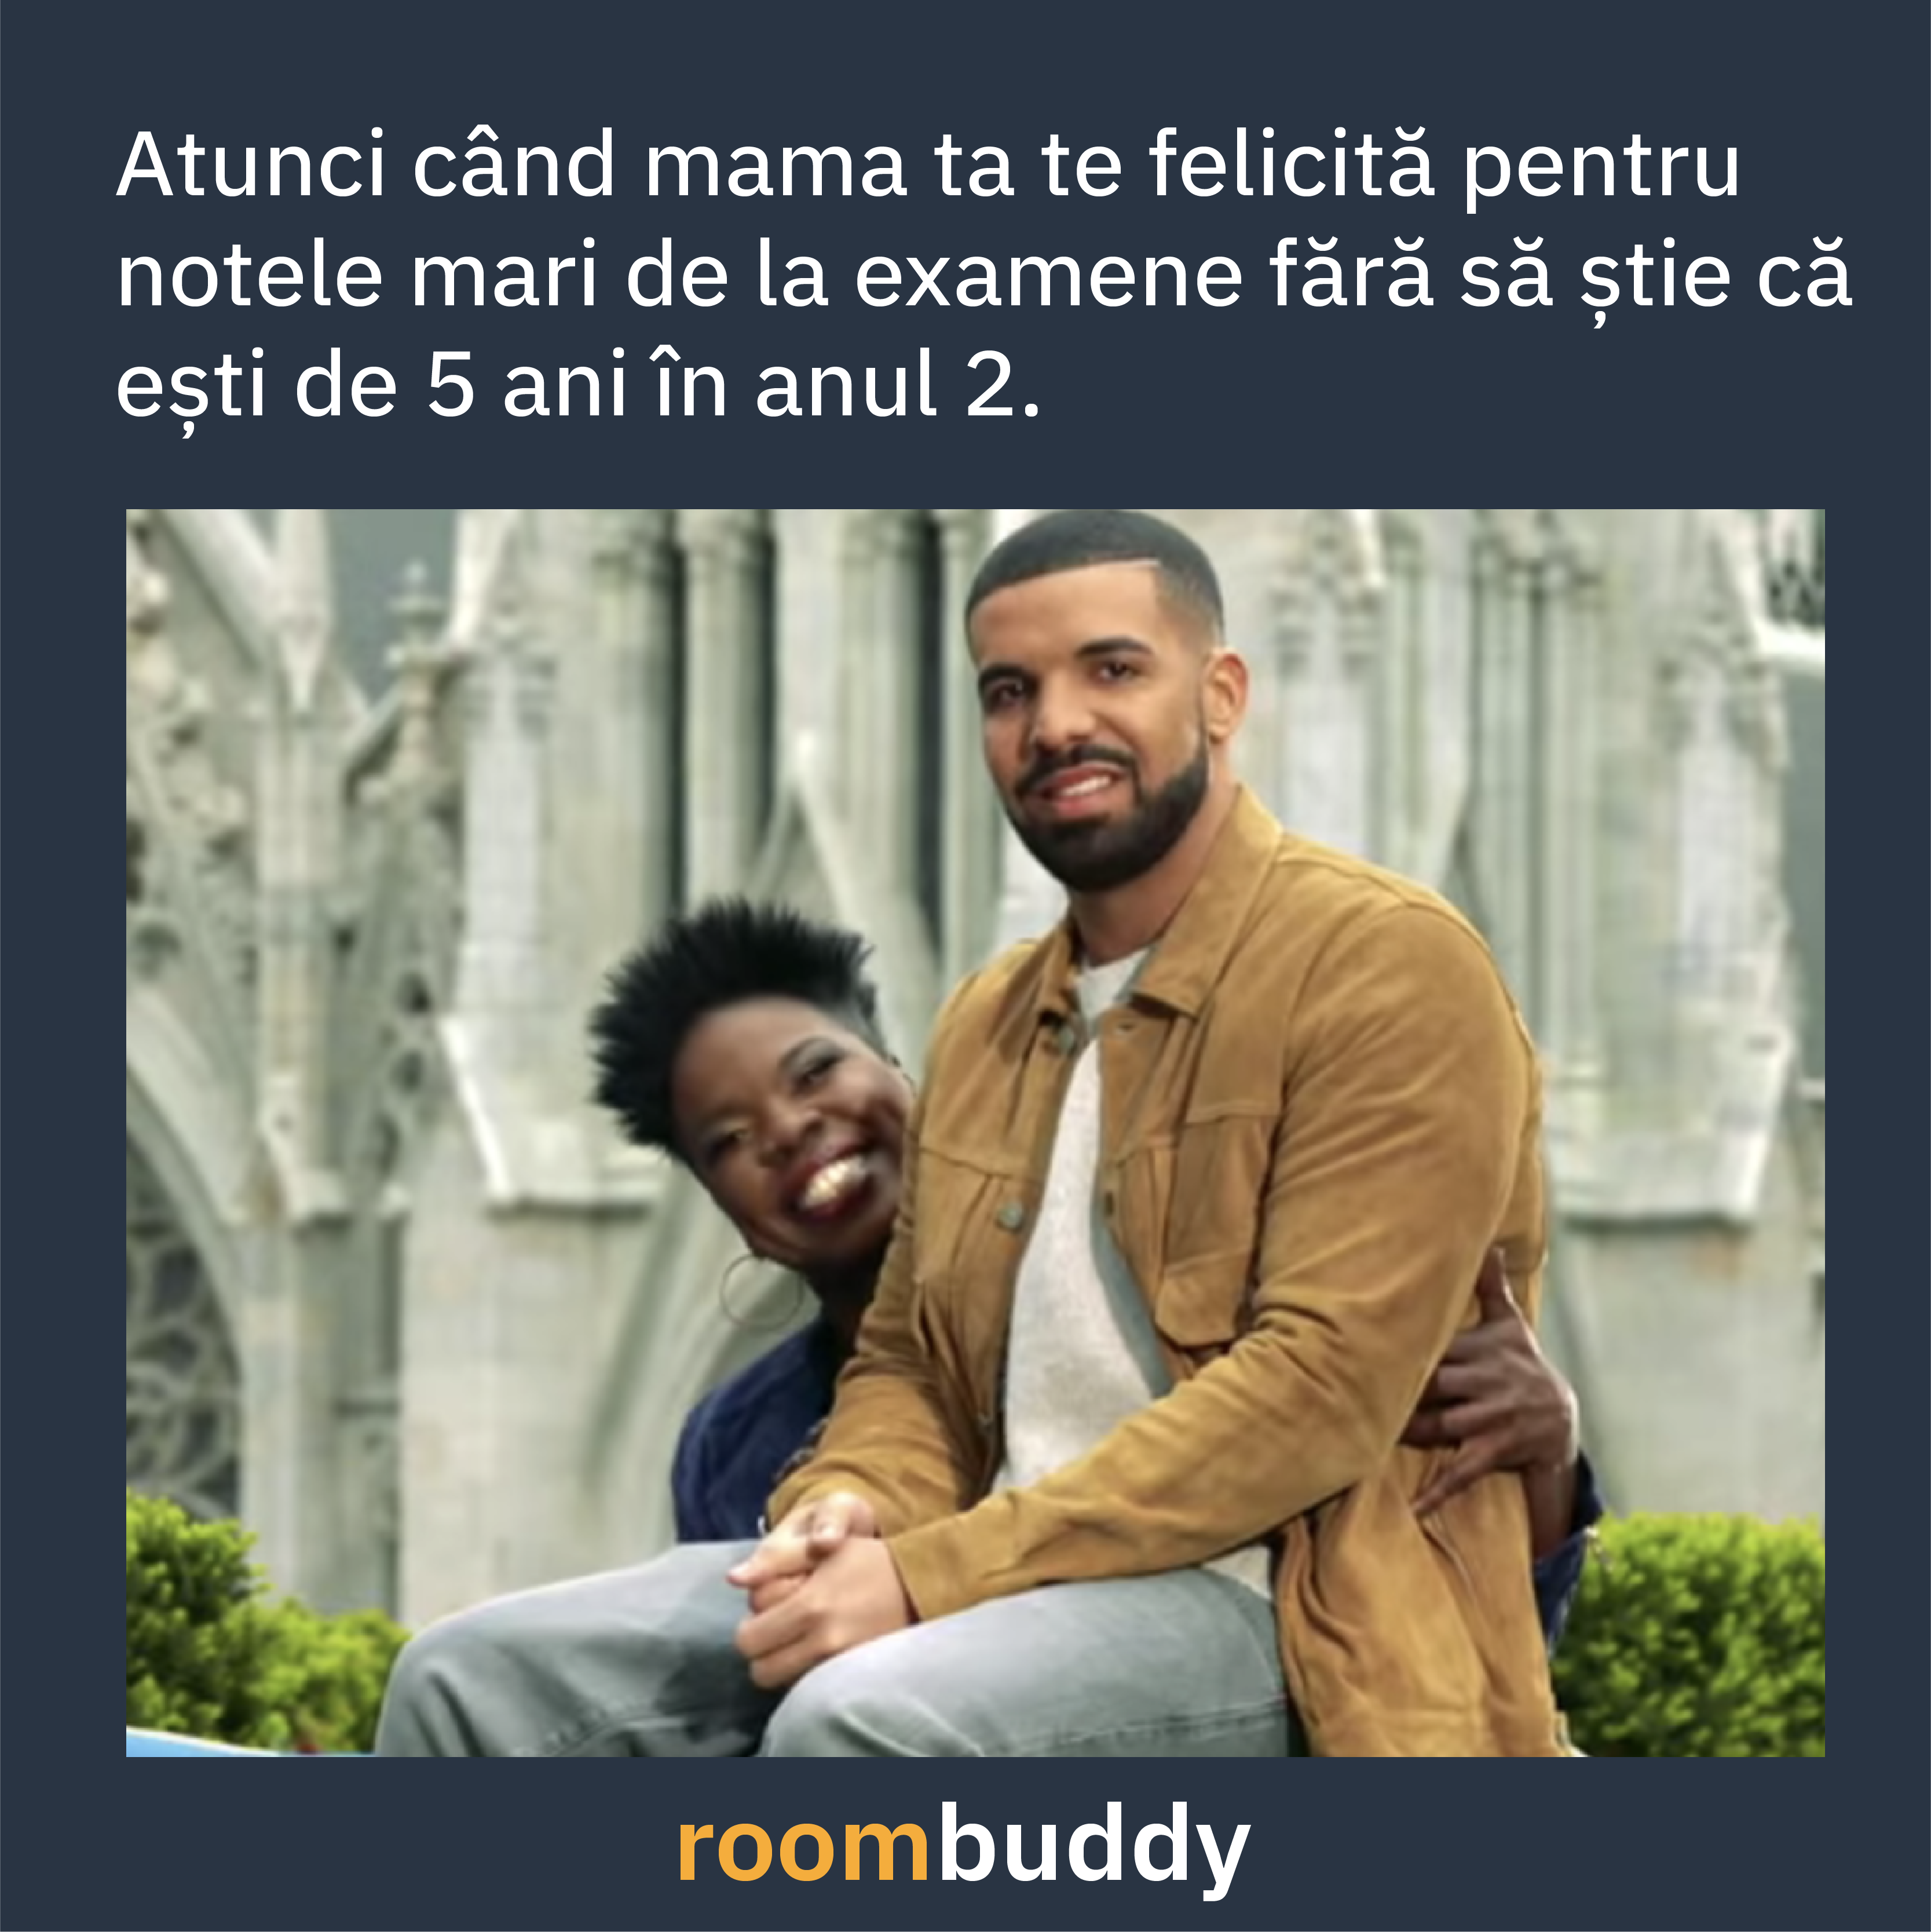 Atunci când mama ta te felicită pentru
notele mari de la examene fără să știe că
ești de 5 ani în anul 2.
roombuddy